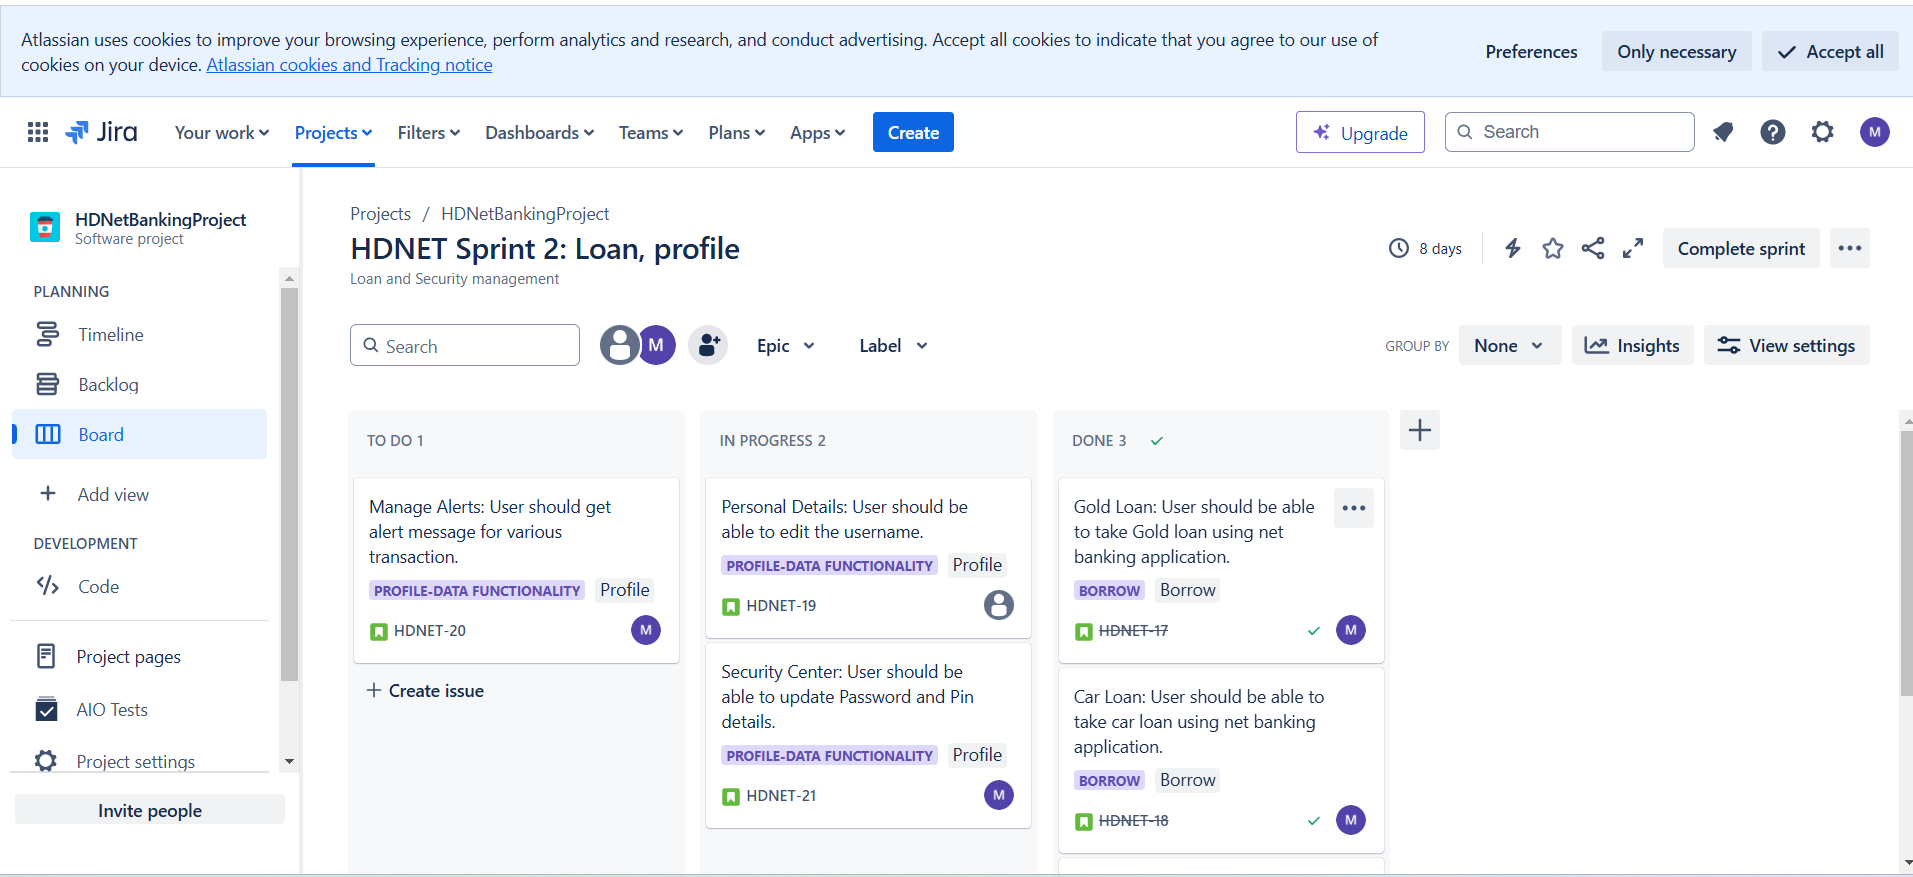 Atlassian uses cookies to improve your browsing experience, perform analytics and research, and conduct advertising. Accept all cookies to indicate that you agree to our use of
cookies on your device. Atlassian cookies and Tracking notice
Preferences
Only necessary
Accept all
Jira
Your work
Projects
Filters
Dashboards
Teams
Plans
Apps
Create
Upgrade
Search
M
HDNetBankingProject
Software project
PLANNING
Timeline
Backlog
Board
Add view
DEVELOPMENT
Code
Project pages
AIO Tests
Project settings
Invite people
Projects / HDNetBankingProject
HDNET Sprint 2: Loan, profile
Loan and Security management
8 days
Complete sprint
Search
M
Epic
Label
GROUP BY
None
Insights
View settings
TO DO 1
Manage Alerts: User should get
alert message for various
transaction.
PROFILE-DATA FUNCTIONALITY Profile
HDNET-20
M
+ Create issue
IN PROGRESS 2
Personal Details: User should be
able to edit the username.
PROFILE-DATA FUNCTIONALITY Profile
HDNET-19
Security Center: User should be
able to update Password and Pin
details.
PROFILE-DATA FUNCTIONALITY Profile
HDNET-21
M
DONE 3
Gold Loan: User should be able
to take Gold loan using net
banking application.
BORROW Borrow
HDNET-17
M
Car Loan: User should be able to
take car loan using net banking
application.
BORROW Borrow
HDNET-18
M